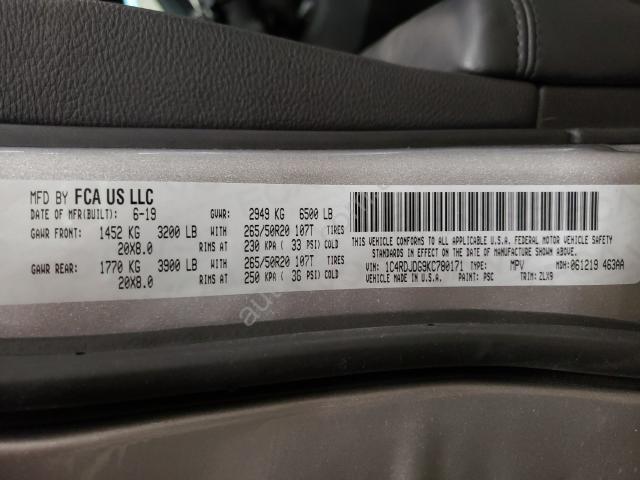 MFD BY FCA US LLC
DATE OF MFR(BUILT): 6-19 GVWR: 2949 KG 6500 LB
GAWR FRONT: 1452 KG 3200 LB WITH 265/50R20 107T TIRES
20X8.0 RIMS AT 230 KPA ( 33 PSI) COLD
GAWR REAR: 1770 KG 3900 LB WITH 265/50R20 107T TIRES
20X8.0 RIMS AT 250 KPA ( 36 PSI) COLD
THIS VEHICLE CONFORMS TO ALL APPLICABLE U.S.A. FEDERAL MOTOR VEHICLE SAFETY
STANDARDS IN EFFECT ON THE DATE OF MANUFACTURE SHOWN ABOVE.
VIN: 1C4RDJDG9KC780171 TYPE: MPV MDH: 061219 463AA
VEHICLE MADE IN U.S.A. PAINT: PSC TRIM: ZLX9